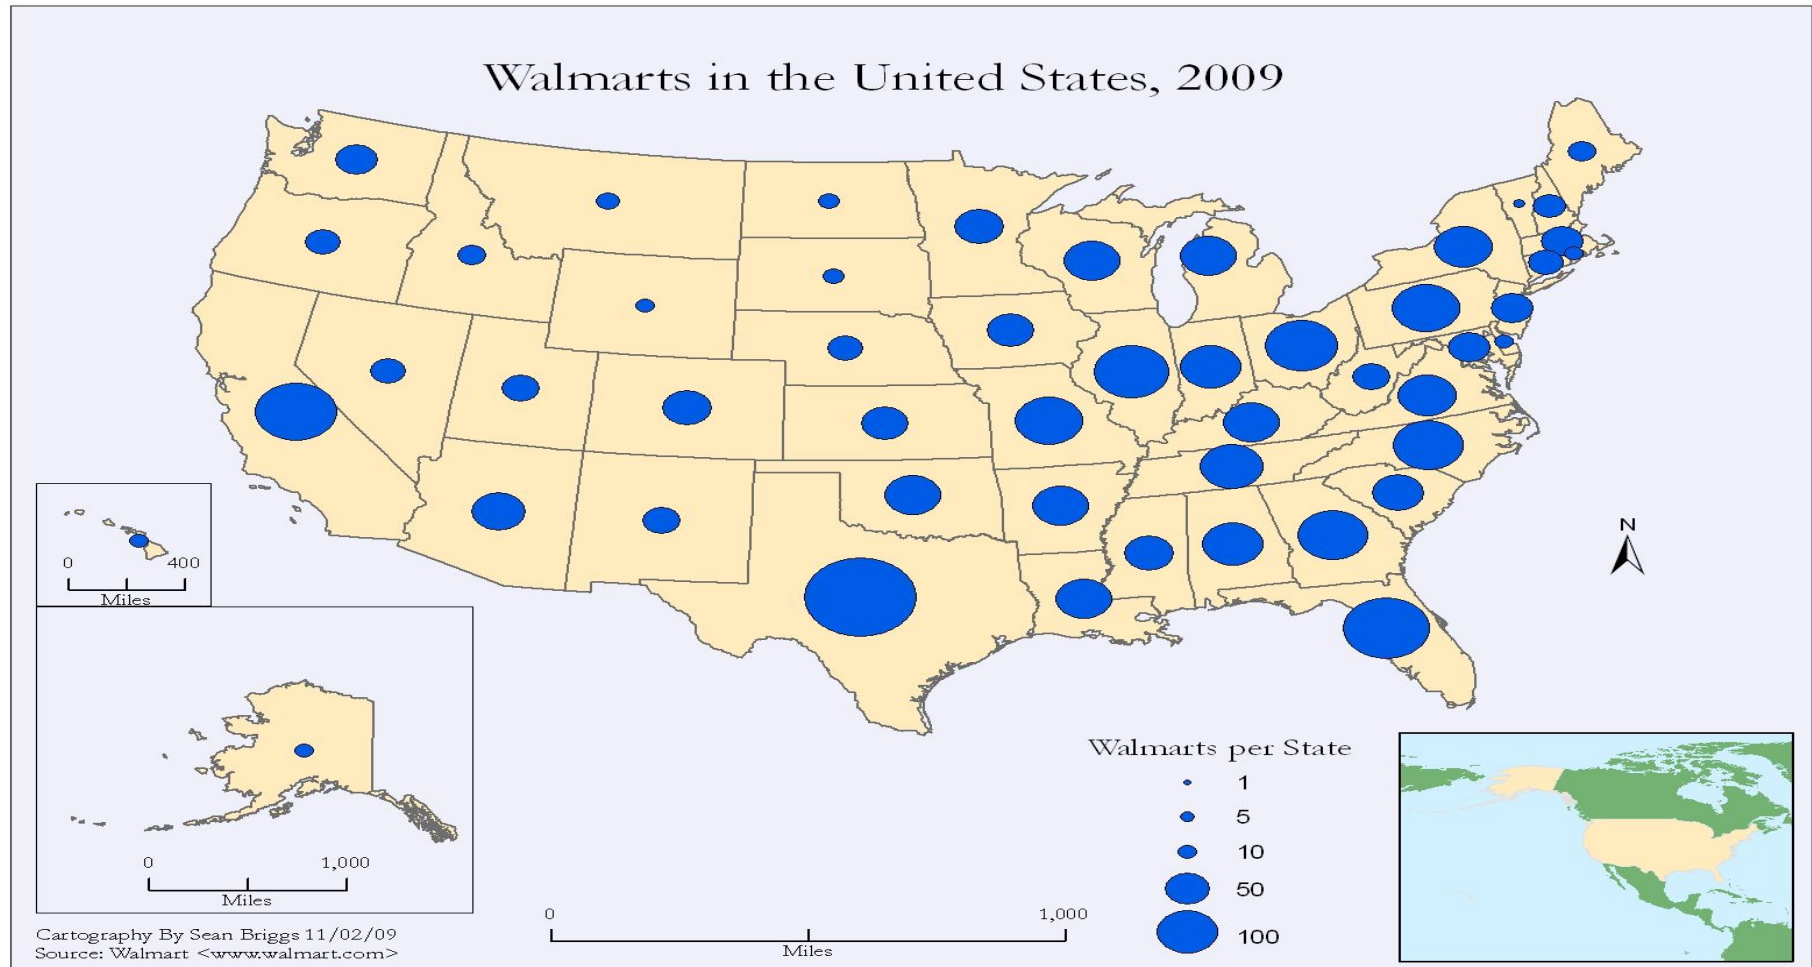 Walmarts in the United States, 2009
N
0 400
Miles
0 1,000
Miles
Walmarts per State
1
5
10
50
100
0 1,000
Miles
Cartography By Sean Briggs 11/02/09
Source: Walmart <www.walmart.com>